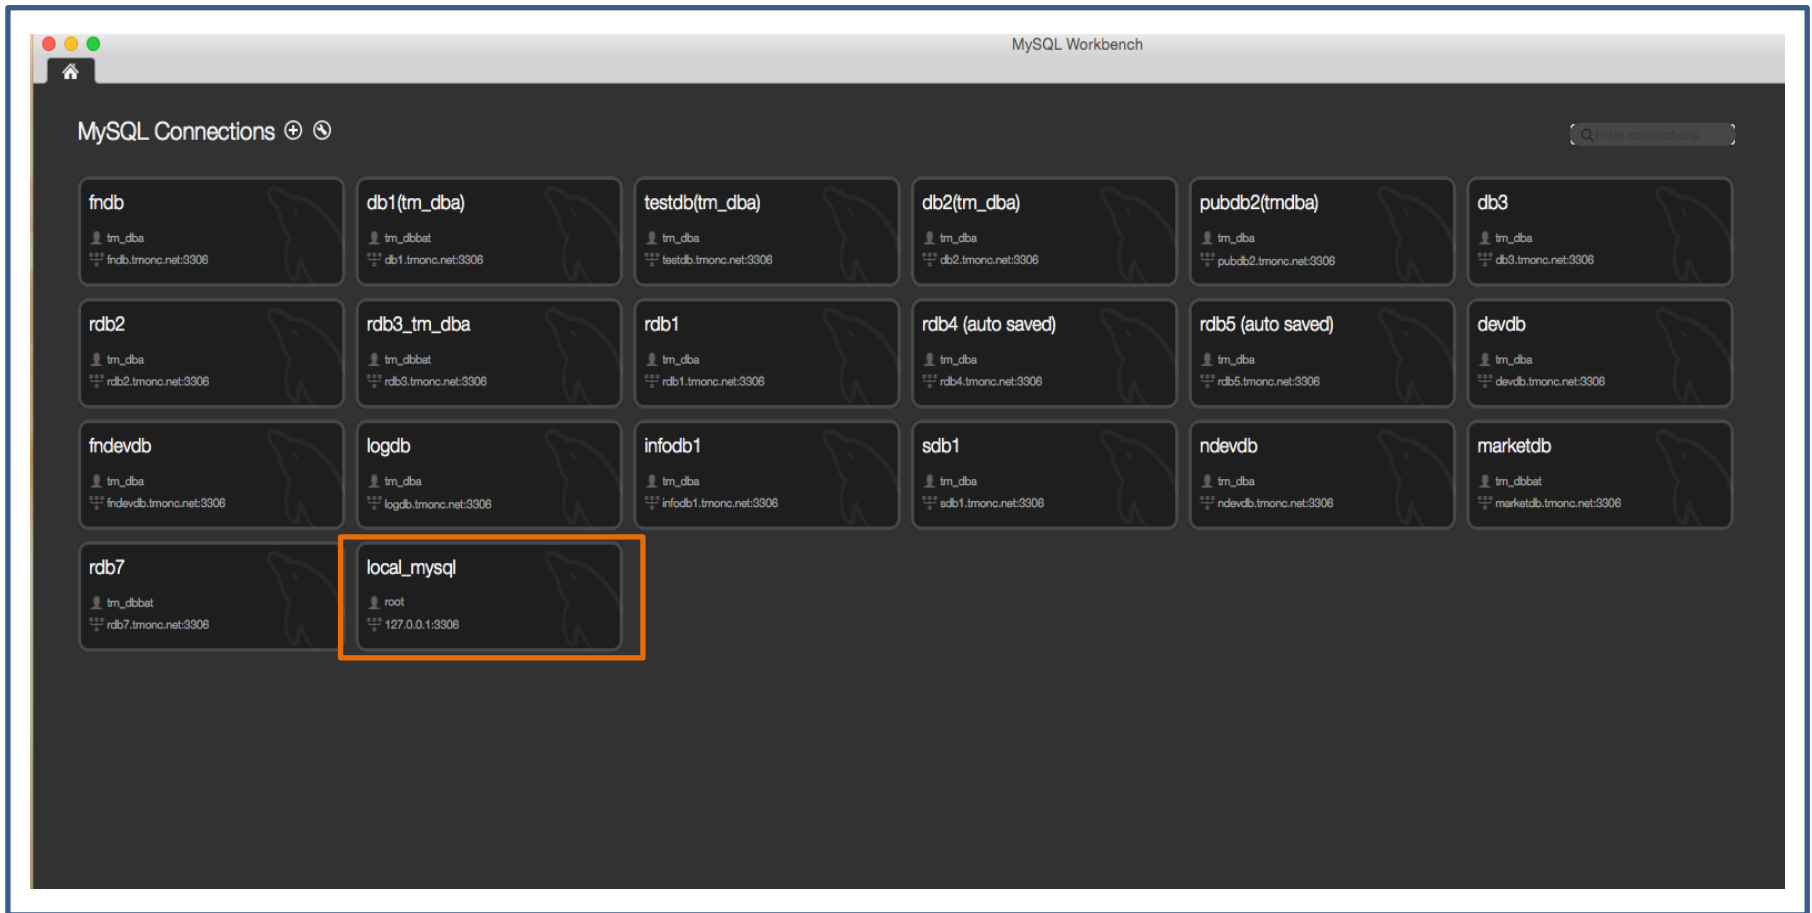 MySQL Workbench
MySQL Connections
Filter connections
fndb
tm_dba
fndb.tmonc.net:3306
db1(tm_dba)
tm_dbbat
db1.tmonc.net:3306
testdb(tm_dba)
tm_dba
testdb.tmonc.net:3306
db2(tm_dba)
tm_dba
db2.tmonc.net:3306
pubdb2(tmdba)
tm_dba
pubdb2.tmonc.net:3306
db3
tm_dba
db3.tmonc.net:3306
rdb2
tm_dba
rdb2.tmonc.net:3306
rdb3_tm_dba
tm_dbbat
rdb3.tmonc.net:3306
rdb1
tm_dba
rdb1.tmonc.net:3306
rdb4 (auto saved)
tm_dba
rdb4.tmonc.net:3306
rdb5 (auto saved)
tm_dba
rdb5.tmonc.net:3306
devdb
tm_dba
devdb.tmonc.net:3306
fndevdb
tm_dba
fndevdb.tmonc.net:3306
logdb
tm_dba
logdb.tmonc.net:3306
infodb1
tm_dba
infodb1.tmonc.net:3306
sdb1
tm_dba
sdb1.tmonc.net:3306
ndevdb
tm_dba
ndevdb.tmonc.net:3306
marketdb
tm_dbbat
marketdb.tmonc.net:3306
rdb7
tm_dbbat
rdb7.tmonc.net:3306
local_mysql
root
127.0.0.1:3306